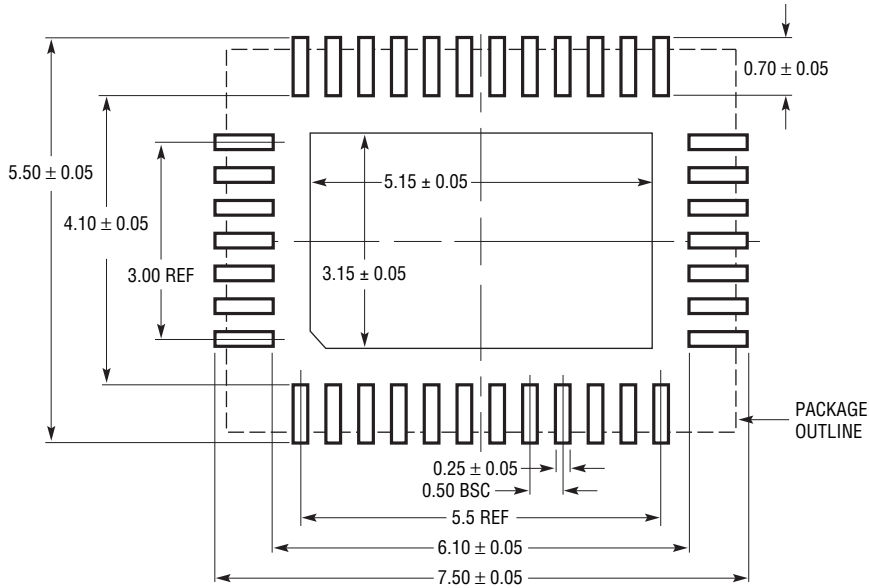 0.70 ± 0.05
5.50 ± 0.05
4.10 ± 0.05
5.15 ± 0.05
3.00 REF
3.15 ± 0.05
PACKAGE
OUTLINE
0.25 ± 0.05
0.50 BSC
5.5 REF
6.10 ± 0.05
7.50 ± 0.05